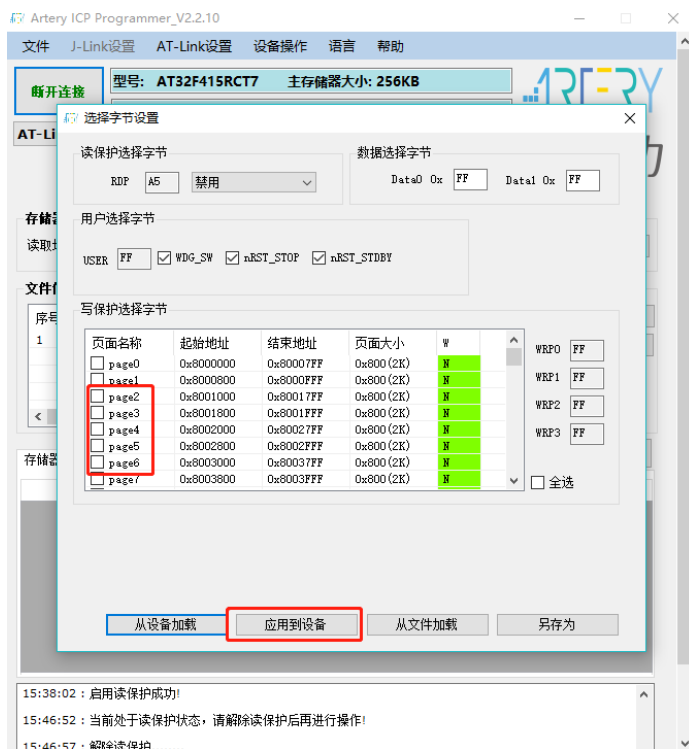 Artery ICP Programmer_V2.2.10
文件 J-Link设置 AT-Link设置 设备操作 语言 帮助
断开连接 型号: AT32F415RCT7 主存储器大小: 256KB
ARTERY
选择字节设置
AT-Li
读保护选择字节 数据选择字节
RDP A5 禁用 Data0 0x FF Data1 0x FF
存储
用户选择字节
读取
USER FF WDG_SW nRST_STOP nRST_STDBY
文件
写保护选择字节
序号
页面名称 起始地址 结束地址 页面大小 W
1
page0 0x8000000 0x80007FF 0x800(2K) N WRP0 FF
page1 0x8000800 0x8000FFF 0x800(2K) N WRP1 FF
page2 0x8001000 0x80017FF 0x800(2K) N
page3 0x8001800 0x8001FFF 0x800(2K) N WRP2 FF
page4 0x8002000 0x80027FF 0x800(2K) N WRP3 FF
page5 0x8002800 0x8002FFF 0x800(2K) N
page6 0x8003000 0x80037FF 0x800(2K) N
page7 0x8003800 0x8003FFF 0x800(2K) N 全选
存储器
从设备加载 应用到设备 从文件加载 另存为
15:38:02 : 启用读保护成功!
15:46:52 : 当前处于读保护状态，请解除读保护后再进行操作!
15:46:57 : 解除读保护